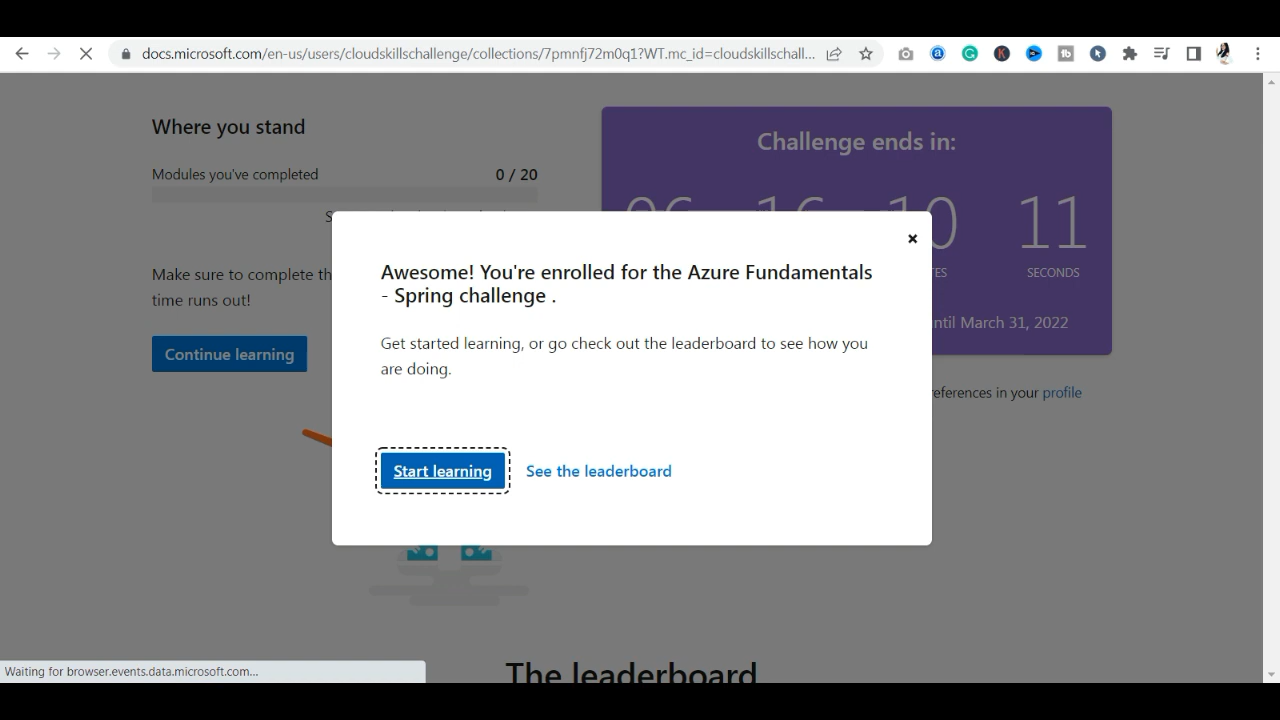 docs.microsoft.com/en-us/users/cloudskillschallenge/collections/7pmnfj72m0q1?WT.mc_id=cloudskillschall...
Where you stand
Modules you've completed 0 / 20
Challenge ends in:
11
SECONDS
Make sure to complete th
time runs out!
Continue learning
ntil March 31, 2022
references in your profile
×
Awesome! You're enrolled for the Azure Fundamentals
- Spring challenge .
Get started learning, or go check out the leaderboard to see how you
are doing.
Start learning
See the leaderboard
The leaderboard
Waiting for browser.events.data.microsoft.com...